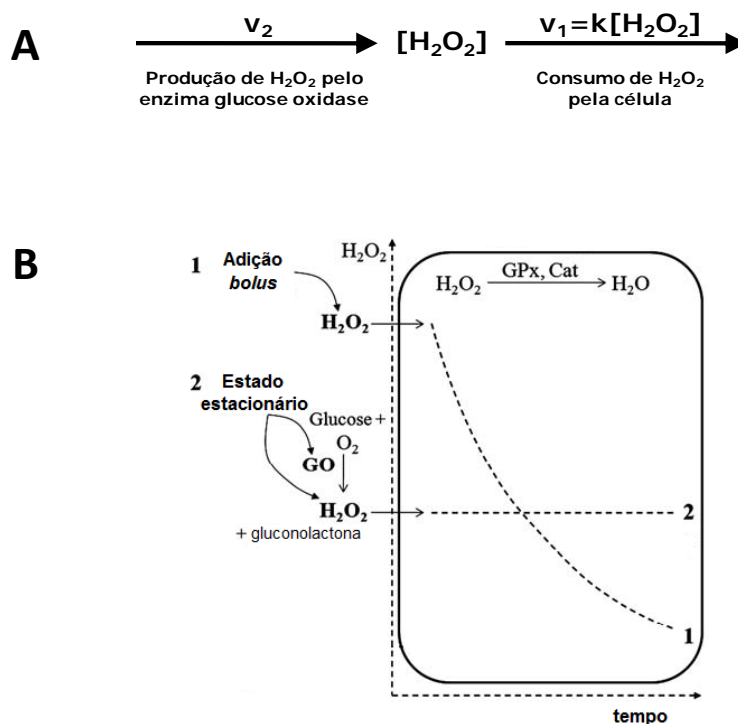 A
v₂
[H₂O₂]
v₁=k[H₂O₂]
Produção de H₂O₂ pelo
enzima glucose oxidase
Consumo de H₂O₂
pela célula
B
1 Adição
bolus
H₂O₂
H₂O₂
H₂O₂ GPx, Cat H₂O
2 Estado
estacionário
Glucose +
O₂
GO
H₂O₂
+ gluconolactona
2
1
tempo